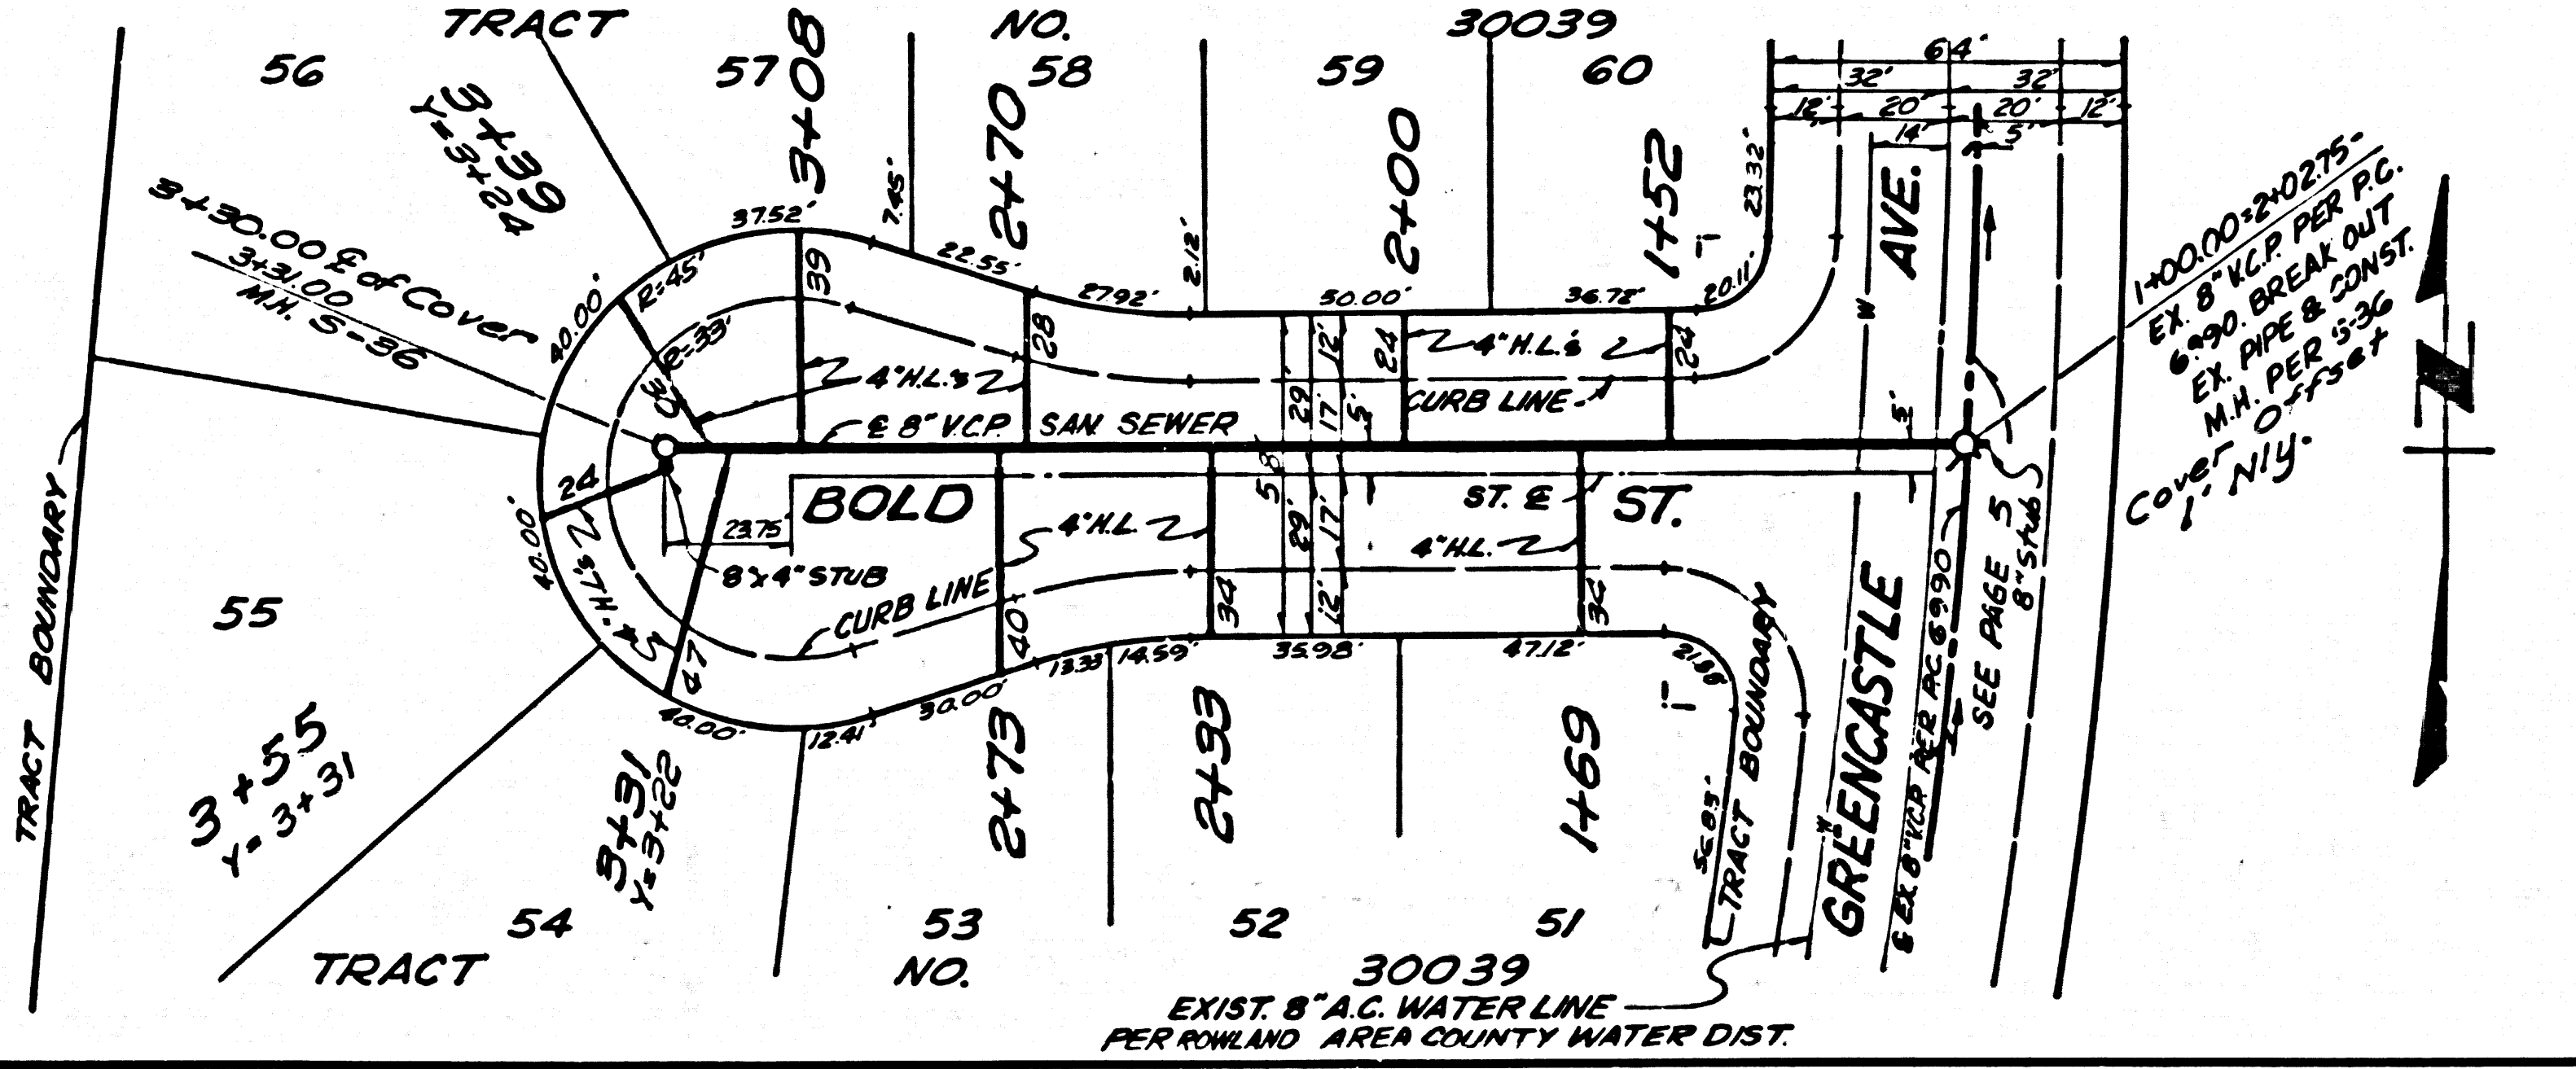 TRACT NO. 30039
56
57
58
59
60
3+39
Y=3+24
3+08
2+70
2+00
1+52
3+30.00 ℄ of Cover
3+31.00
M.H. S-36
40.00'
R=45'
37.52'
7.45'
22.55'
27.92'
2.12'
50.00'
36.72'
20.11'
23.32'
64'
32'
32'
12'
20'
20'
12'
14'
5'
1+00.00=2+02.75-
EX. 8" V.C.P. PER P.C.
6990. BREAK OUT
EX. PIPE & CONST.
M.H. PER S-36
Cover Offset
1' Nly.
R=33'
30
39
28
24
24
4"H.L.'s
4"H.L.'s
29'
17'
12'
5'
CURB LINE
℄ 8" V.C.P. SAN. SEWER
5'
W
AVE.
58'
24
23.75'
BOLD ST.
ST. ℄
8"x4" STUB
4"H.L.
4"H.L.
29'
17'
12'
40.00'
4"H.L.'s
CURB LINE
47
40
34
34
40.00'
12.41'
30.00'
13.33'
14.59'
35.98'
47.12'
21.86'
TRACT BOUNDARY
55
3+55
Y=3+31
3+31
Y=3+22
2+73
2+33
1+69
TRACT BOUNDARY
GREENCASTLE
W
℄ EX. 8" V.C.P. PER P.C. 6990
SEE PAGE 5
8" Stub
54
53
52
51
TRACT NO. 30039
EXIST. 8" A.C. WATER LINE
PER ROWLAND AREA COUNTY WATER DIST.